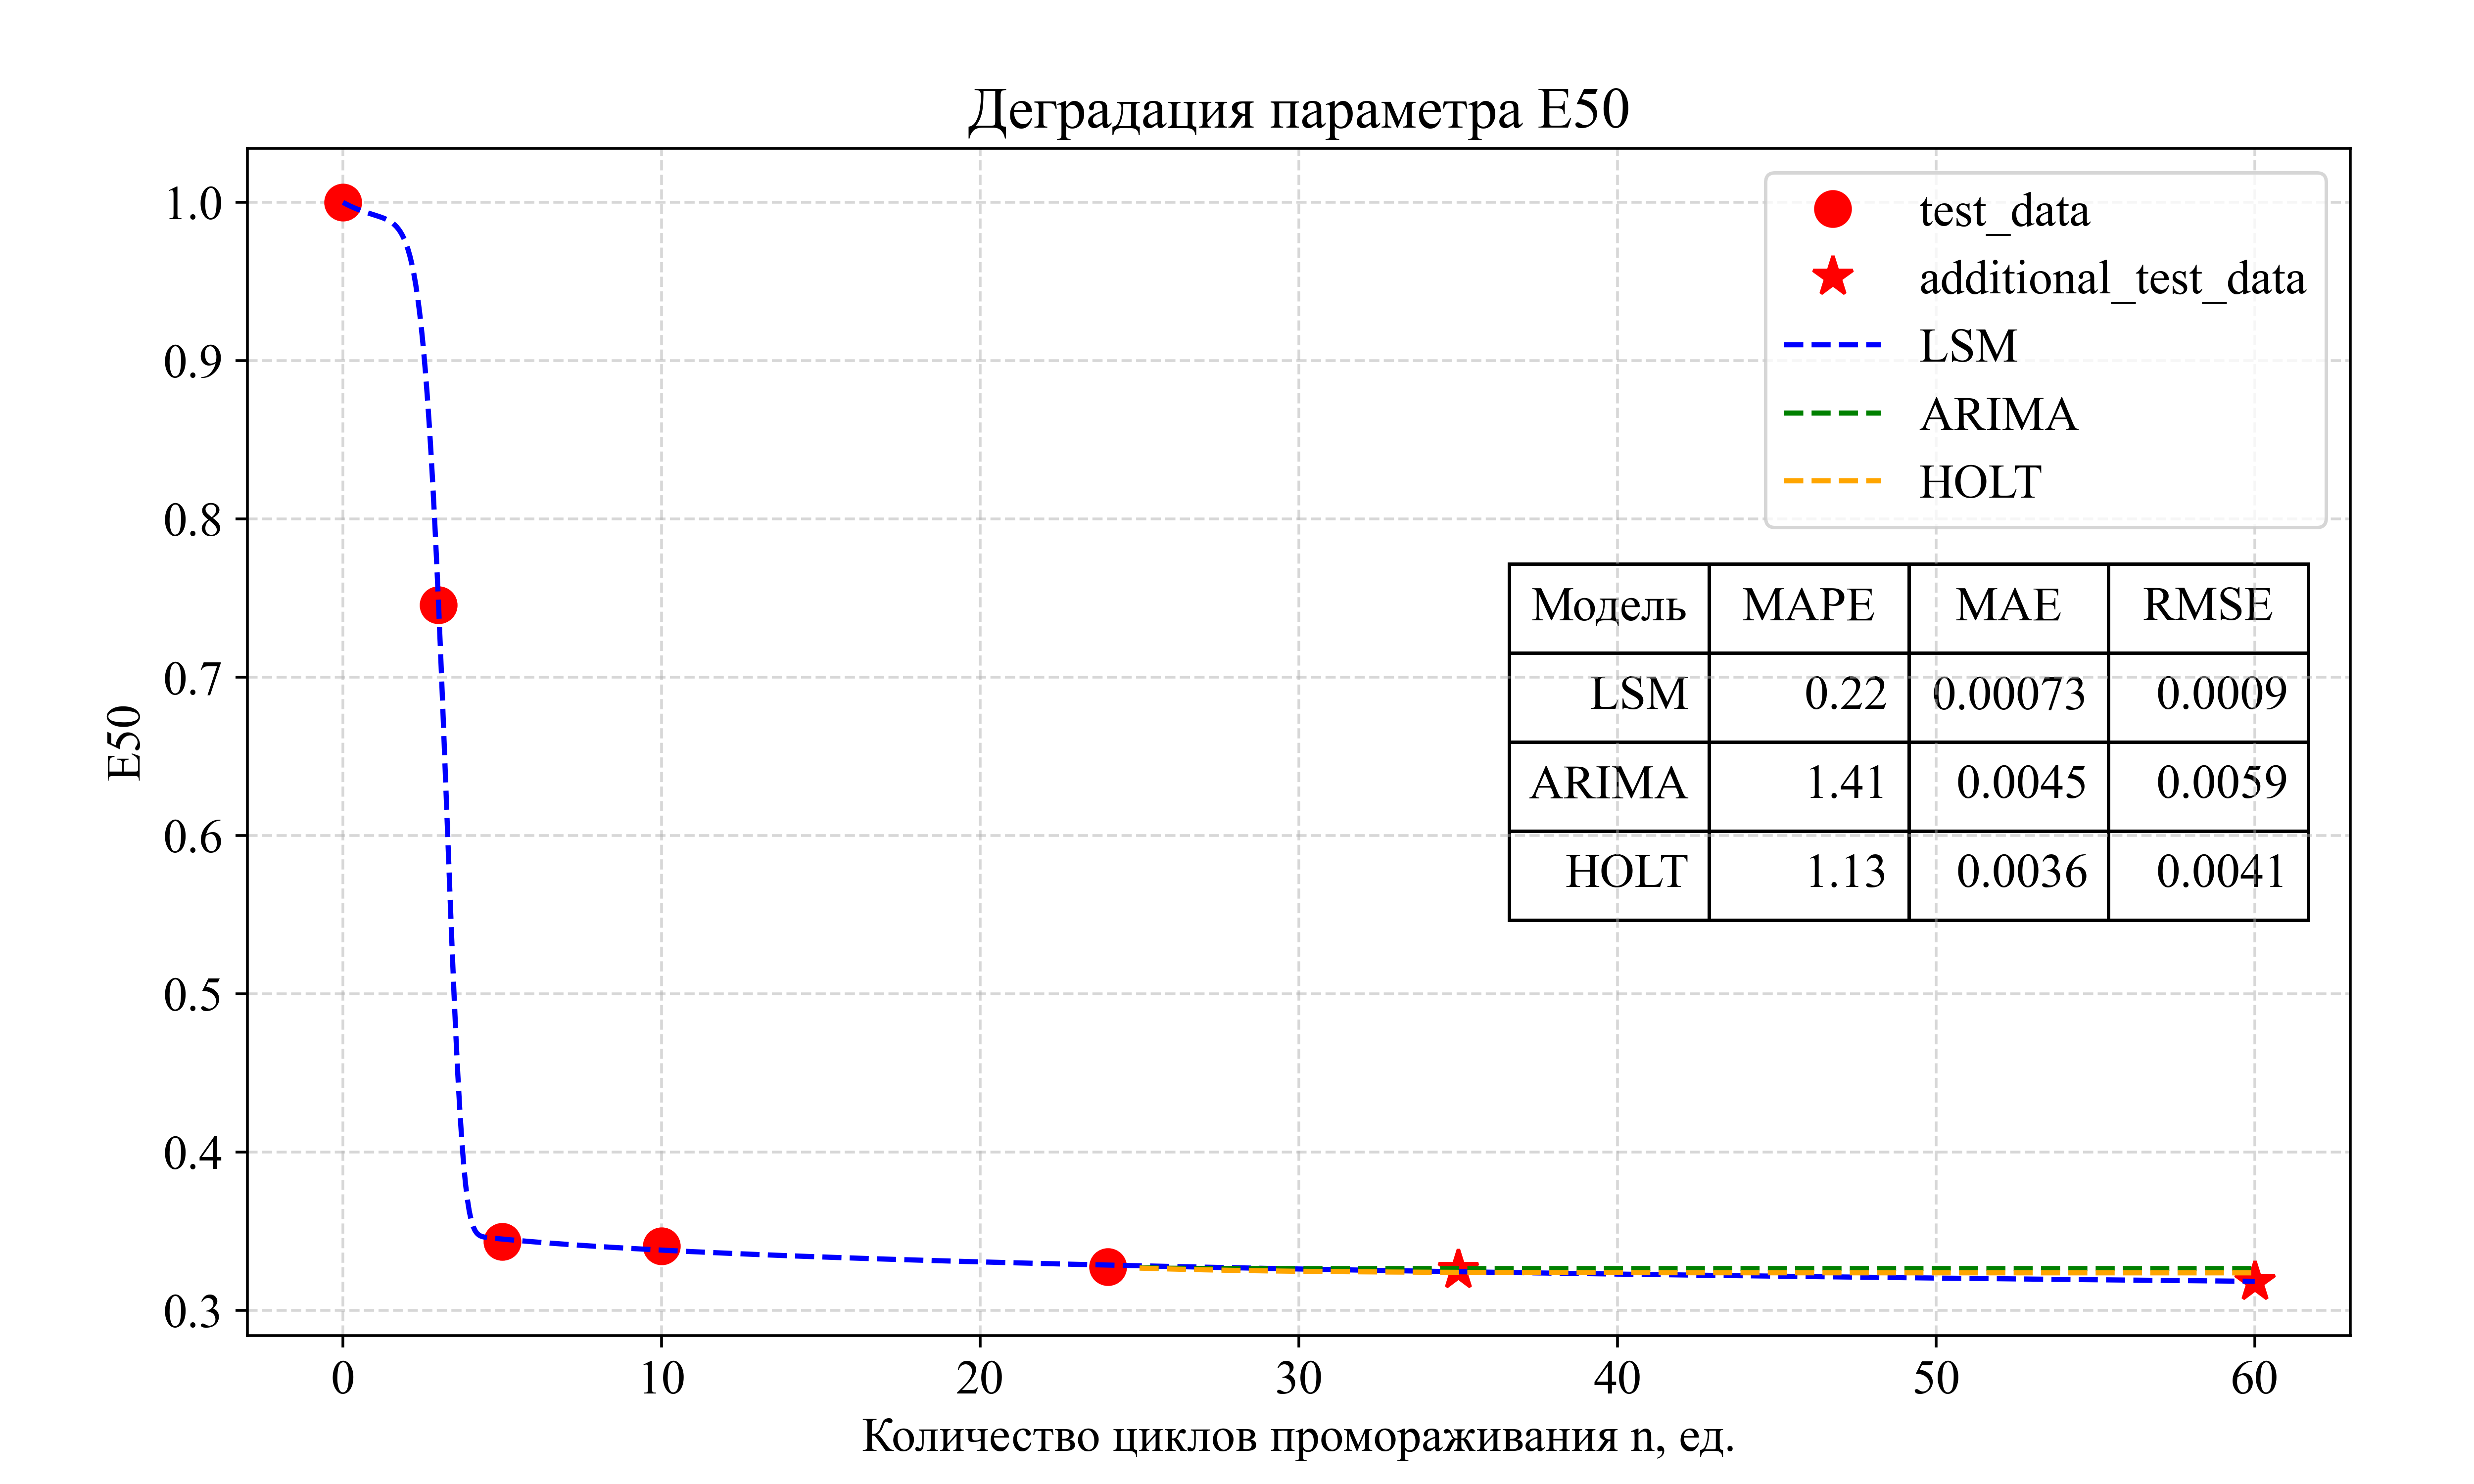 Деградация параметра E50
1.0
0.9
0.8
0.7
0.6
0.5
0.4
0.3
E50
test_data
additional_test_data
LSM
ARIMA
HOLT
Модель MAPE MAE RMSE
LSM 0.22 0.00073 0.0009
ARIMA 1.41 0.0045 0.0059
HOLT 1.13 0.0036 0.0041
0 10 20 30 40 50 60
Количество циклов промораживания n, ед.